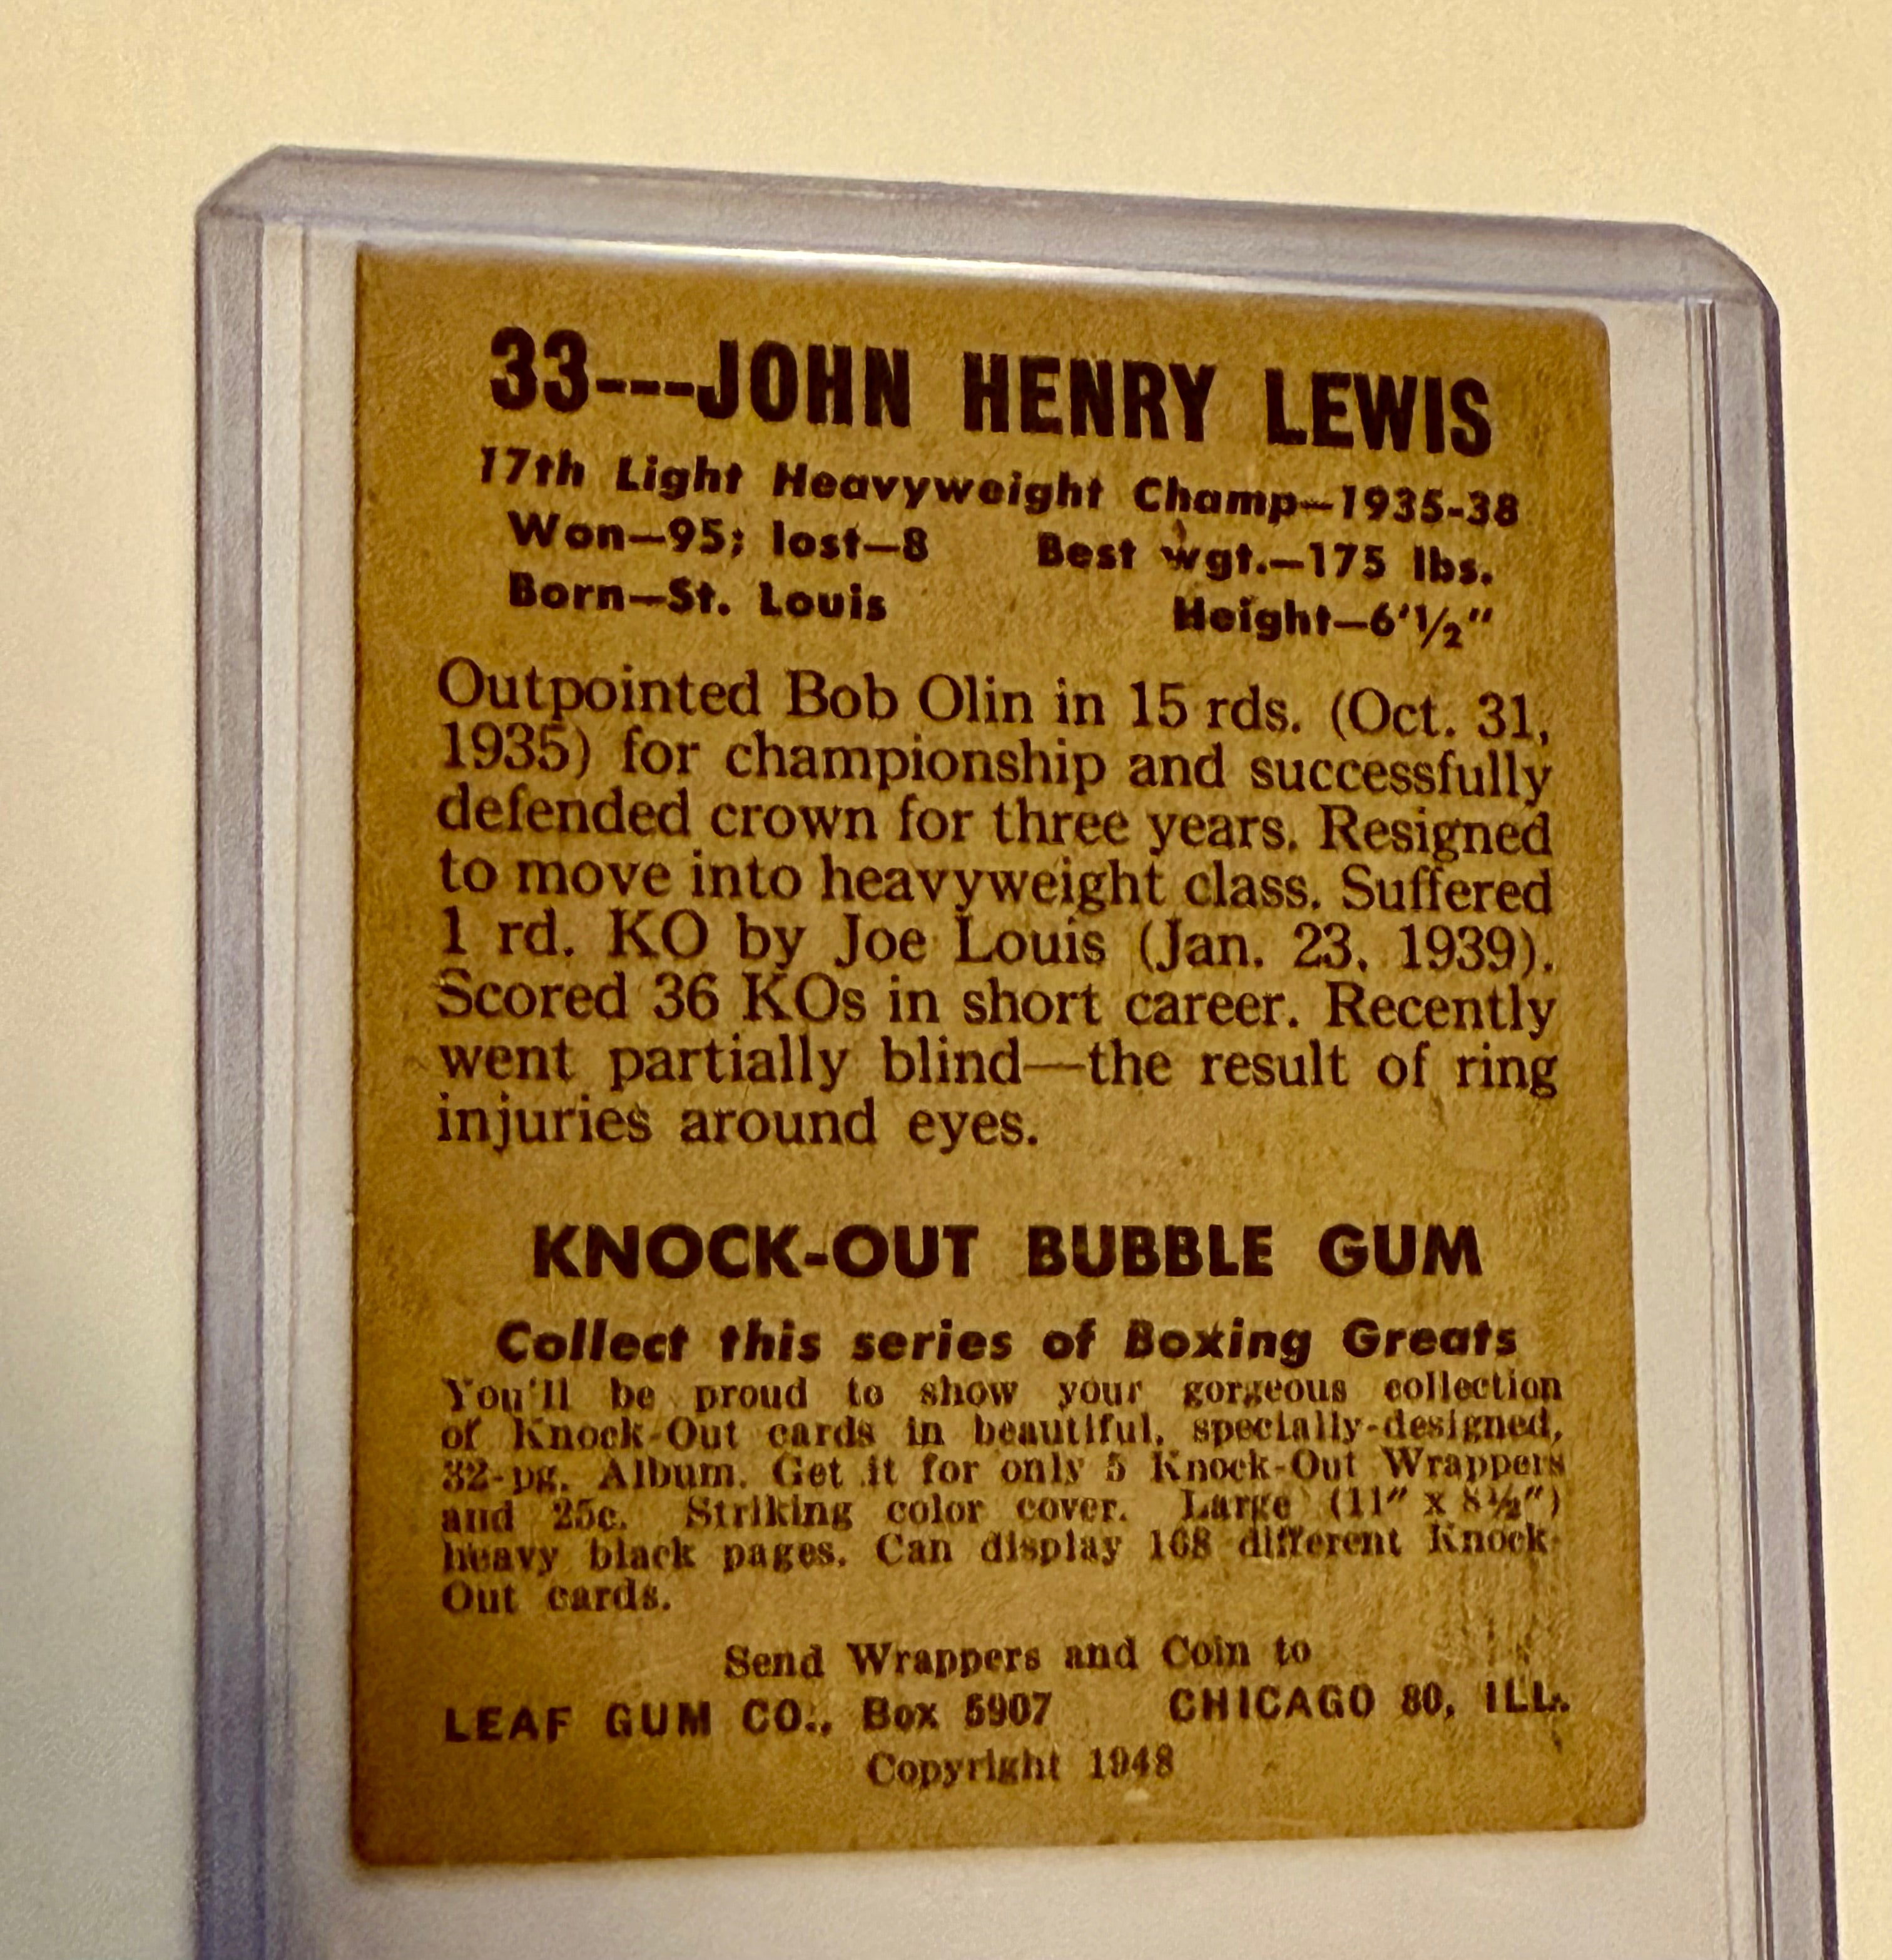 33---JOHN HENRY LEWIS
17th Light Heavyweight Champ—1935-38
Won—95; lost—8 Best wgt.—175 lbs.
Born—St. Louis Height—6'½"
Outpointed Bob Olin in 15 rds. (Oct. 31,
1935) for championship and successfully
defended crown for three years. Resigned
to move into heavyweight class. Suffered
1 rd. KO by Joe Louis (Jan. 23, 1939).
Scored 36 KOs in short career. Recently
went partially blind—the result of ring
injuries around eyes.
KNOCK-OUT BUBBLE GUM
Collect this series of Boxing Greats
You'll be proud to show your gorgeous collection
of Knock-Out cards in beautiful, specially-designed,
32-pg. Album. Get it for only 5 Knock-Out Wrappers
and 25c. Striking color cover. Large (11" x 8½")
heavy black pages. Can display 168 different Knock-
Out cards.
Send Wrappers and Coin to
LEAF GUM CO., Box 5907 CHICAGO 80, ILL.
Copyright 1948